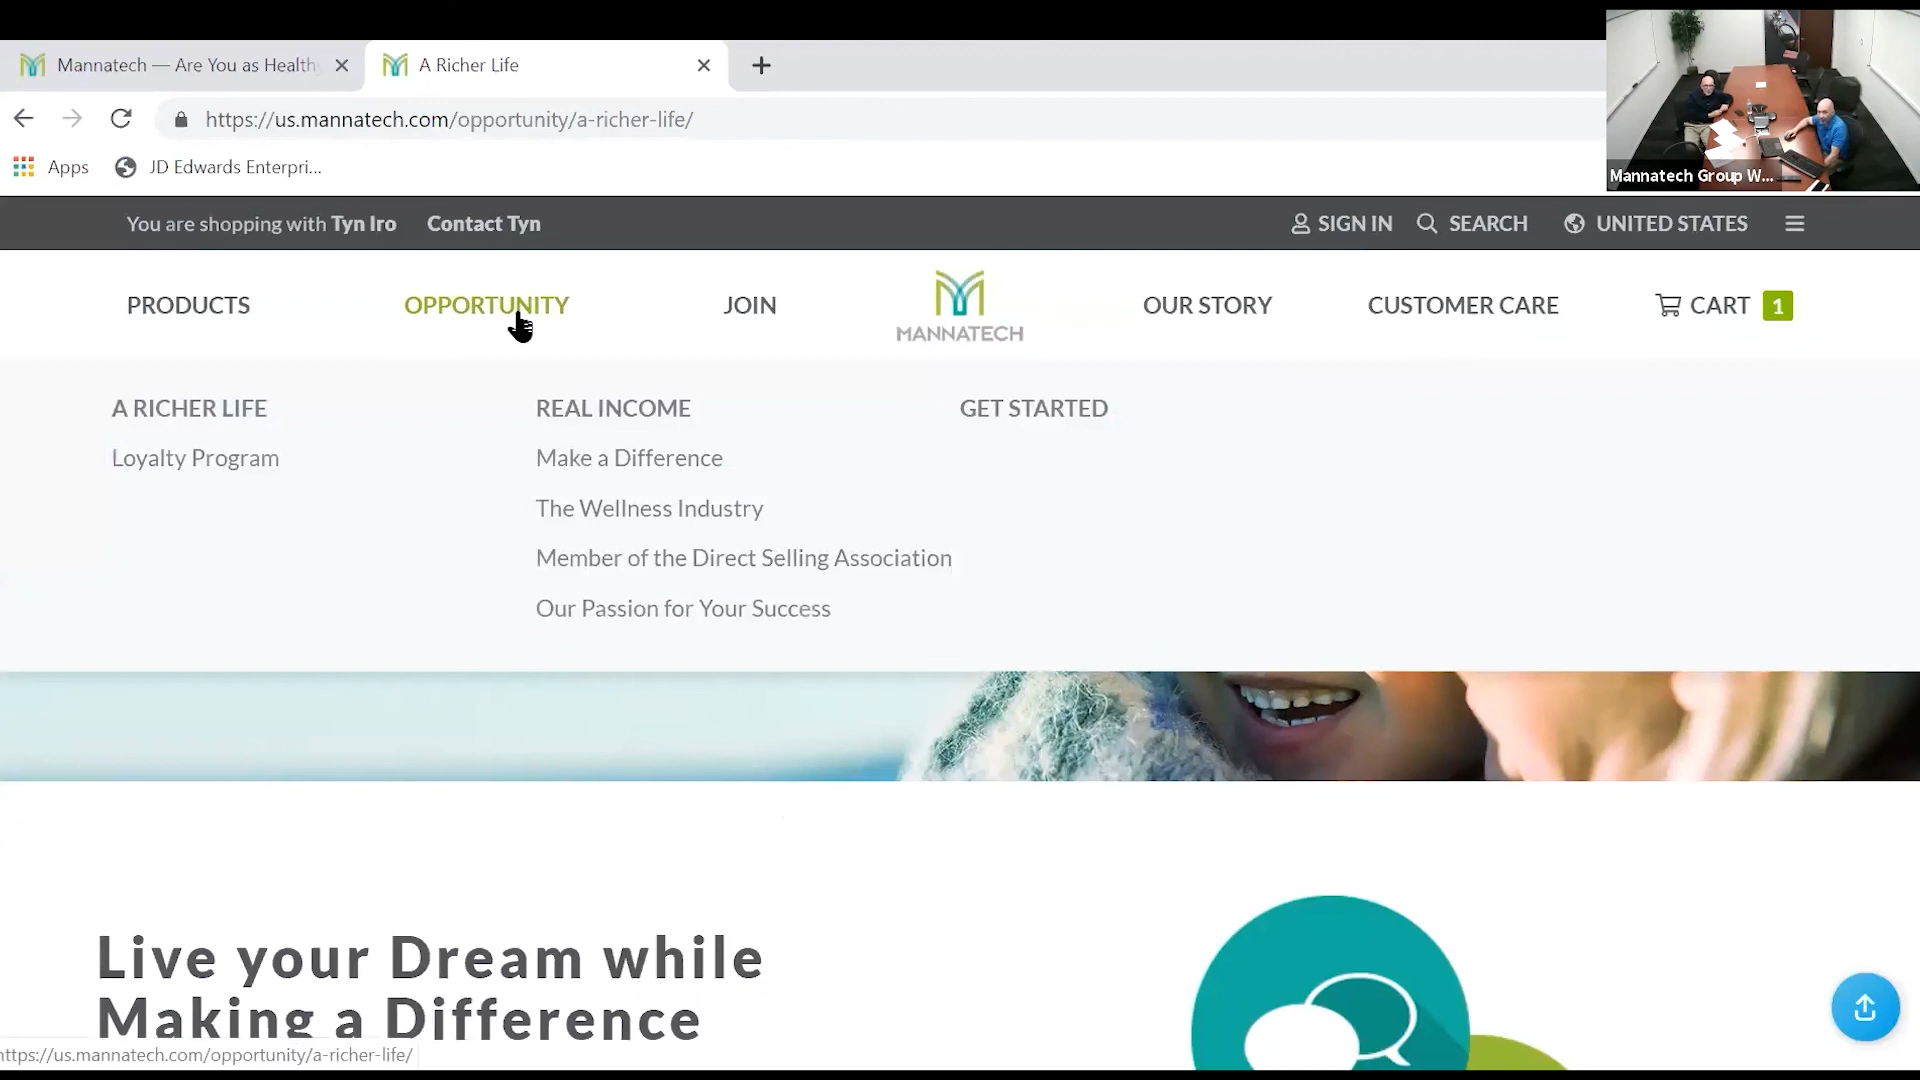 Mannatech — Are You as Healthy
A Richer Life
https://us.mannatech.com/opportunity/a-richer-life/
Apps
JD Edwards Enterpri...
Mannatech Group W...
You are shopping with Tyn Iro
Contact Tyn
SIGN IN
SEARCH
UNITED STATES
PRODUCTS
OPPORTUNITY
JOIN
MANNATECH
OUR STORY
CUSTOMER CARE
CART 1
A RICHER LIFE
Loyalty Program
REAL INCOME
Make a Difference
The Wellness Industry
Member of the Direct Selling Association
Our Passion for Your Success
GET STARTED
Live your Dream while
Making a Difference
https://us.mannatech.com/opportunity/a-richer-life/